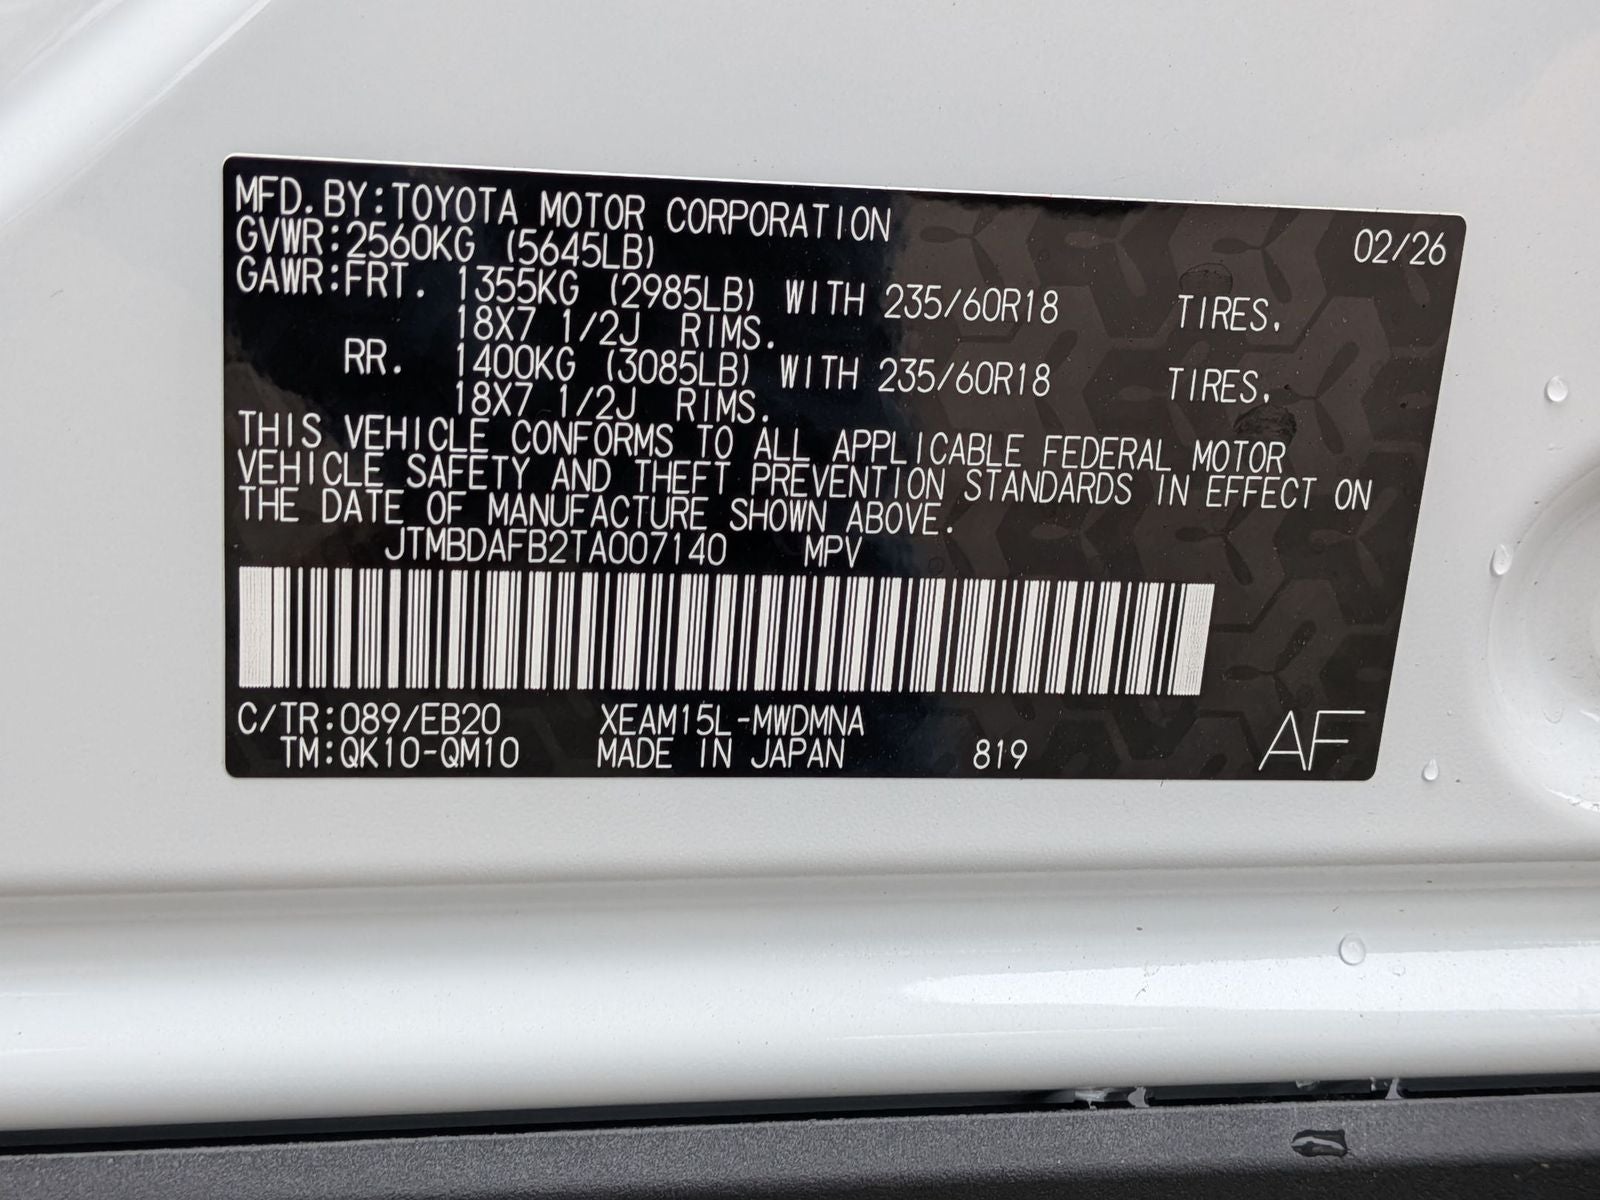 MFD.BY:TOYOTA MOTOR CORPORATION 02/26
GVWR:2560KG (5645LB)
GAWR:FRT. 1355KG (2985LB) WITH 235/60R18 TIRES.
18X7 1/2J RIMS.
RR. 1400KG (3085LB) WITH 235/60R18 TIRES.
18X7 1/2J RIMS.
THIS VEHICLE CONFORMS TO ALL APPLICABLE FEDERAL MOTOR
VEHICLE SAFETY AND THEFT PREVENTION STANDARDS IN EFFECT ON
THE DATE OF MANUFACTURE SHOWN ABOVE.
JTMBDAFB2TA007140 MPV
C/TR:089/EB20 XEAM15L-MWDMNA
TM:QK10-QM10 MADE IN JAPAN 819 AF